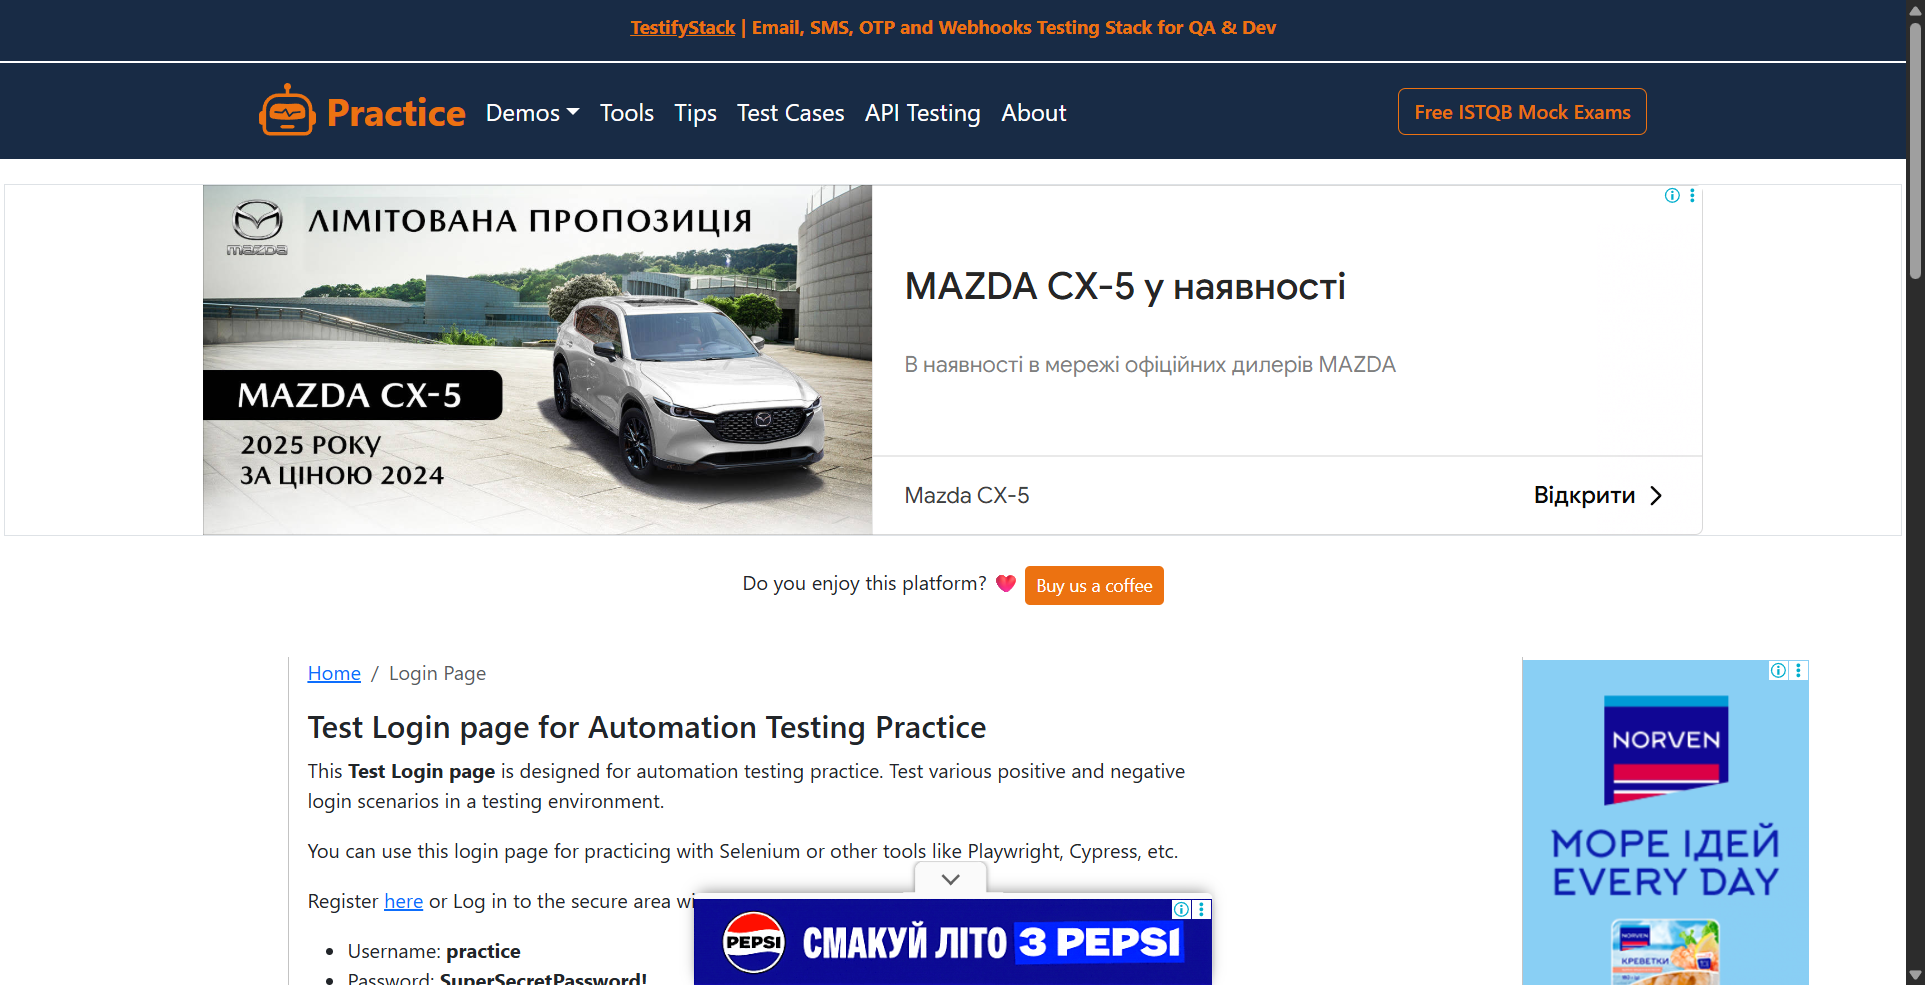 TestifyStack | Email, SMS, OTP and Webhooks Testing Stack for QA & Dev
Practice Demos Tools Tips Test Cases API Testing About Free ISTQB Mock Exams
mazda ЛІМІТОВАНА ПРОПОЗИЦІЯ
MAZDA CX-5
2025 РОКУ
ЗА ЦІНОЮ 2024
MAZDA CX-5 у наявності
В наявності в мережі офіційних дилерів MAZDA
Mazda CX-5 Відкрити
Do you enjoy this platform? Buy us a coffee
Home / Login Page
Test Login page for Automation Testing Practice
This Test Login page is designed for automation testing practice. Test various positive and negative
login scenarios in a testing environment.
You can use this login page for practicing with Selenium or other tools like Playwright, Cypress, etc.
Register here or Log in to the secure area wi
Username: practice
Password: SuperSecretPassword!
PEPSI СМАКУЙ ЛІТО З PEPSI
NORVEN
МОРЕ ІДЕЙ
EVERY DAY
NORVEN
КРЕВЕТКИ